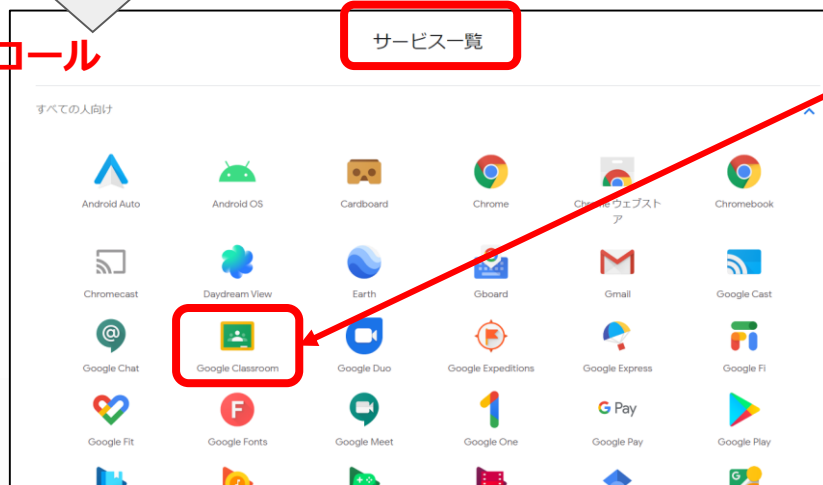 サービス一覧
ロール
すべての人向け
Android Auto
Android OS
Cardboard
Chrome
Chrome ウェブスト
ア
Chromebook
Chromecast
Daydream View
Earth
Gboard
Gmail
Google Cast
Google Chat
Google Classroom
Google Duo
Google Expeditions
Google Express
Google Fi
Google Fit
Google Fonts
Google Meet
Google One
G Pay
Google Pay
Google Play